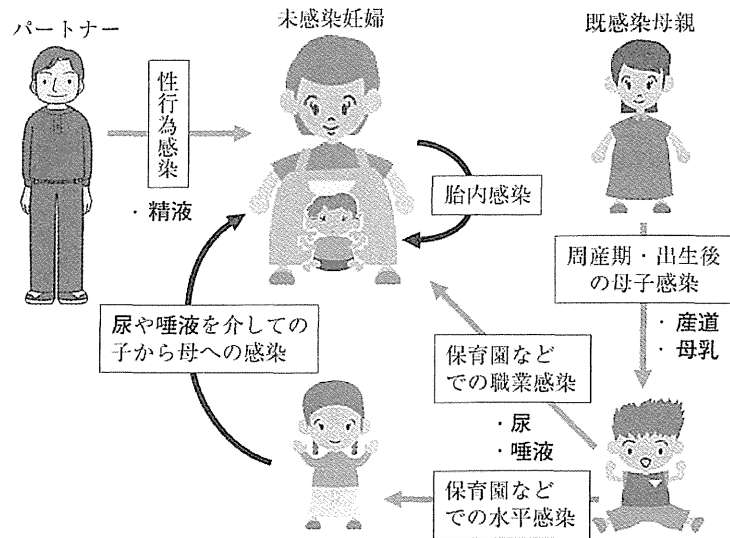 パートナー
未感染妊婦
既感染母親
性行為感染
・精液
胎内感染
周産期・出生後
の母子感染
・産道
・母乳
尿や唾液を介しての
子から母への感染
保育園など
での職業感染
・尿
・唾液
保育園など
での水平感染